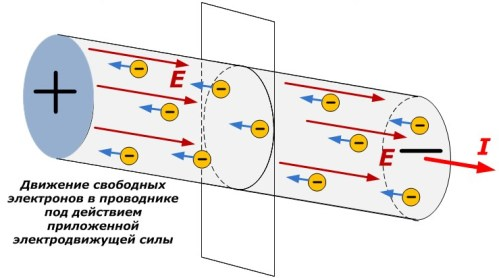 E
E
I
Движение свободных
электронов в проводнике
под действием
приложенной
электродвижущей силы